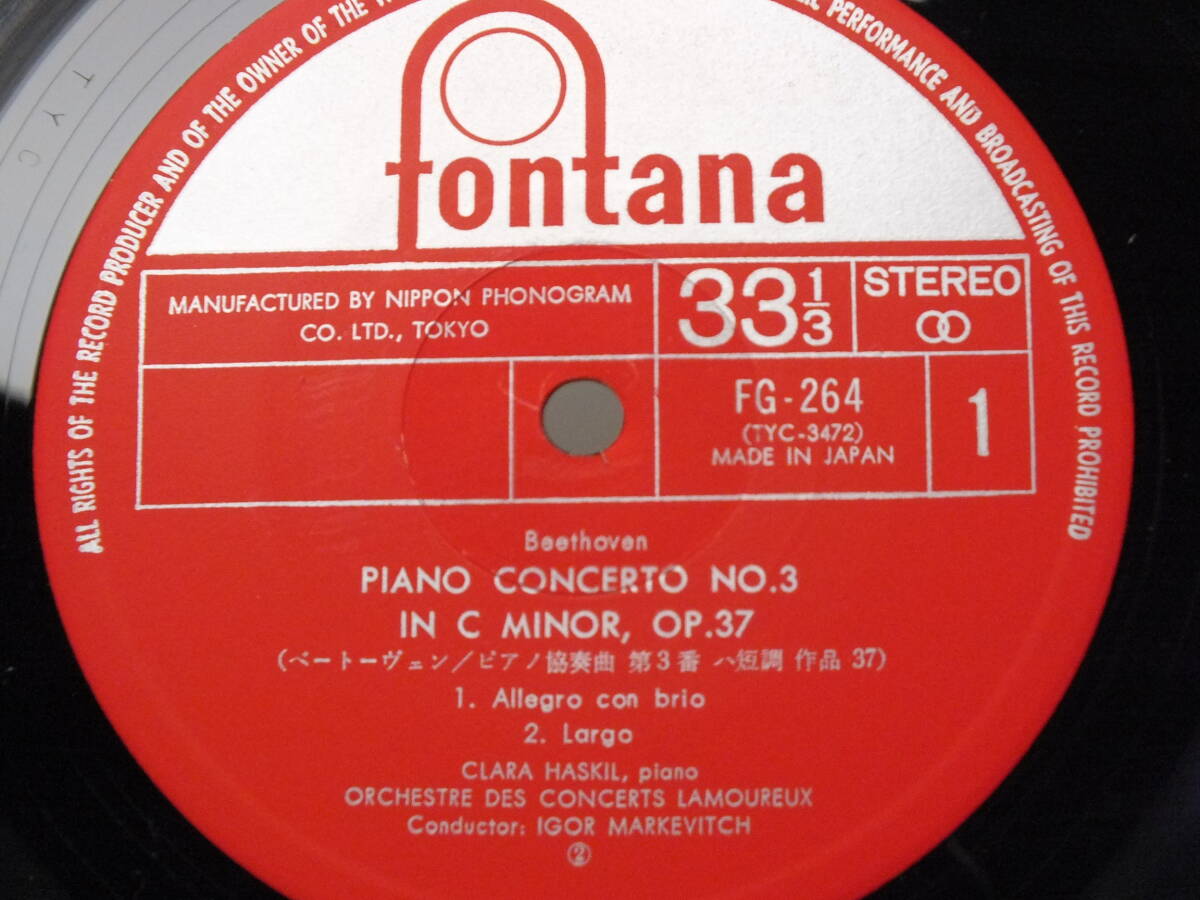 ALL RIGHTS OF THE RECORD PRODUCER AND OF THE OWNER OF THE
PERFORMANCE AND BROADCASTING OF THIS RECORD PROHIBITED
T Y C
fontana
MANUFACTURED BY NIPPON PHONOGRAM
CO. LTD., TOKYO
33 1/3
STEREO
FG-264
(TYC-3472)
MADE IN JAPAN
1
Beethoven
PIANO CONCERTO NO.3
IN C MINOR, OP.37
(ベートーヴェン/ピアノ協奏曲 第3番 ハ短調 作品 37)
1. Allegro con brio
2. Largo
CLARA HASKIL, piano
ORCHESTRE DES CONCERTS LAMOUREUX
Conductor: IGOR MARKEVITCH
②